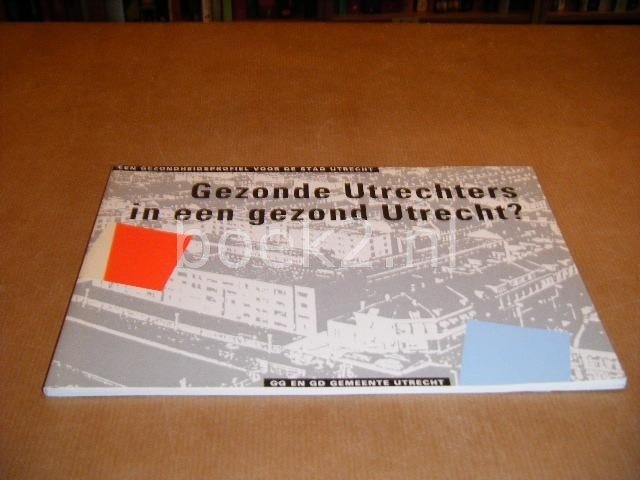 EEN GEZONDHEIDSPROFIEL VOOR DE STAD UTRECHT
Gezonde Utrechters
in een gezond Utrecht?
boek2.nl
GG EN GD GEMEENTE UTRECHT